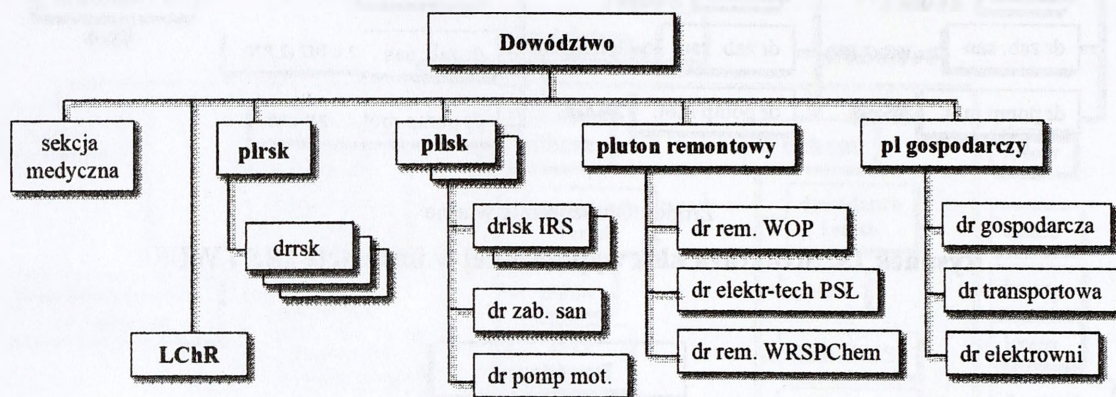 Dowództwo
sekcja
medyczna
plrsk
pllsk
pluton remontowy
pl gospodarczy
drrsk
drlsk IRS
dr zab. san
dr pomp mot.
dr rem. WOP
dr elektr-tech PSŁ
dr rem. WRSPChem
dr gospodarcza
dr transportowa
dr elektrowni
LChR